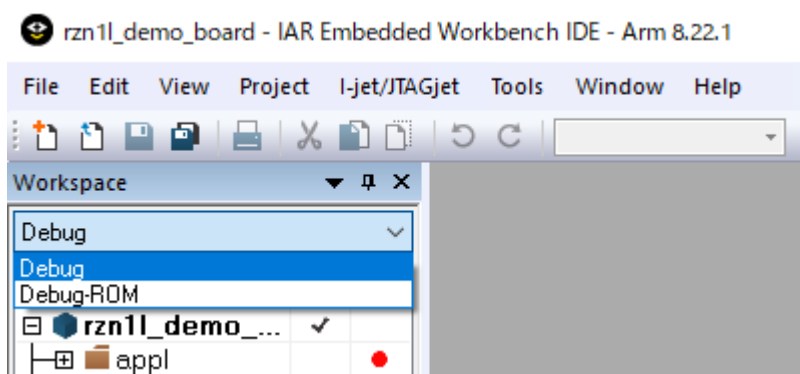 rzn1l_demo_board - IAR Embedded Workbench IDE - Arm 8.22.1
File Edit View Project I-jet/JTAGjet Tools Window Help
Workspace
Debug
Debug
Debug-ROM
rzn1l_demo_...
appl